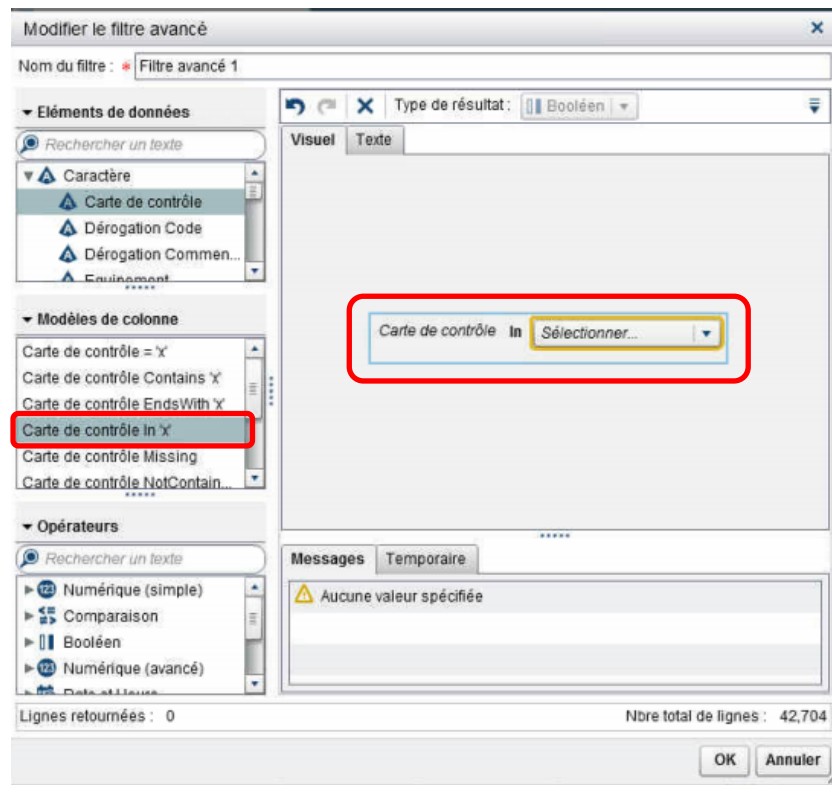 Modifier le filtre avancé
Nom du filtre : * Filtre avancé 1
Eléments de données
Rechercher un texte
Caractère
Carte de contrôle
Dérogation Code
Dérogation Commen...
Equipement
Modèles de colonne
Carte de contrôle = 'x'
Carte de contrôle Contains 'x'
Carte de contrôle EndsWith 'x'
Carte de contrôle In 'x'
Carte de contrôle Missing
Carte de contrôle NotContain...
Opérateurs
Rechercher un texte
Numérique (simple)
Comparaison
Booléen
Numérique (avancé)
Date et Heure
Type de résultat : Booléen
Visuel Texte
Carte de contrôle In Sélectionner...
Messages Temporaire
Aucune valeur spécifiée
Lignes retournées : 0 Nbre total de lignes : 42,704
OK Annuler